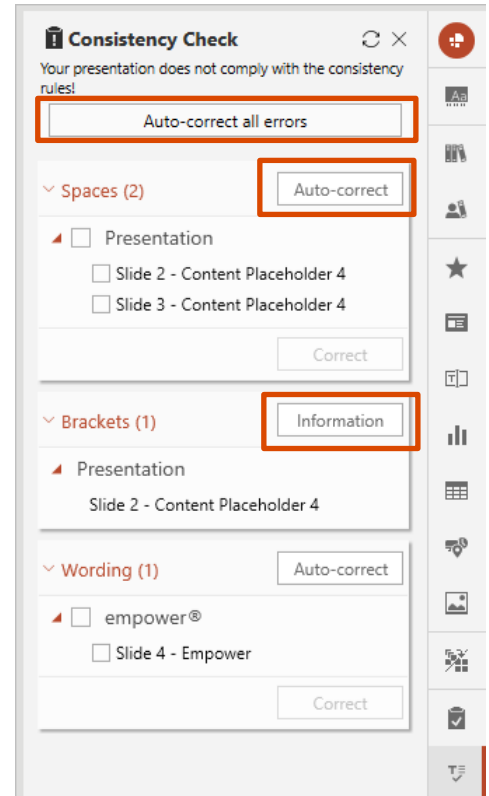 Consistency Check
Your presentation does not comply with the consistency
rules!
Auto-correct all errors
Spaces (2)
Auto-correct
Presentation
Slide 2 - Content Placeholder 4
Slide 3 - Content Placeholder 4
Correct
Brackets (1)
Information
Presentation
Slide 2 - Content Placeholder 4
Wording (1)
Auto-correct
empower®
Slide 4 - Empower
Correct
Aa
T
T